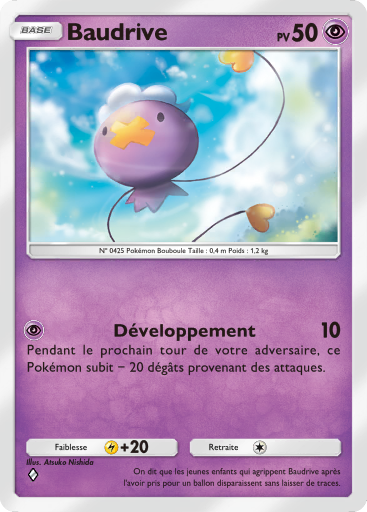 BASE
Baudrive
PV 50
N° 0425 Pokémon Bouboule Taille : 0,4 m Poids : 1,2 kg
Développement 10
Pendant le prochain tour de votre adversaire, ce
Pokémon subit − 20 dégâts provenant des attaques.
Faiblesse +20 Retraite
Illus. Atsuko Nishida
On dit que les jeunes enfants qui agrippent Baudrive après
l'avoir pris pour un ballon disparaissent sans laisser de traces.